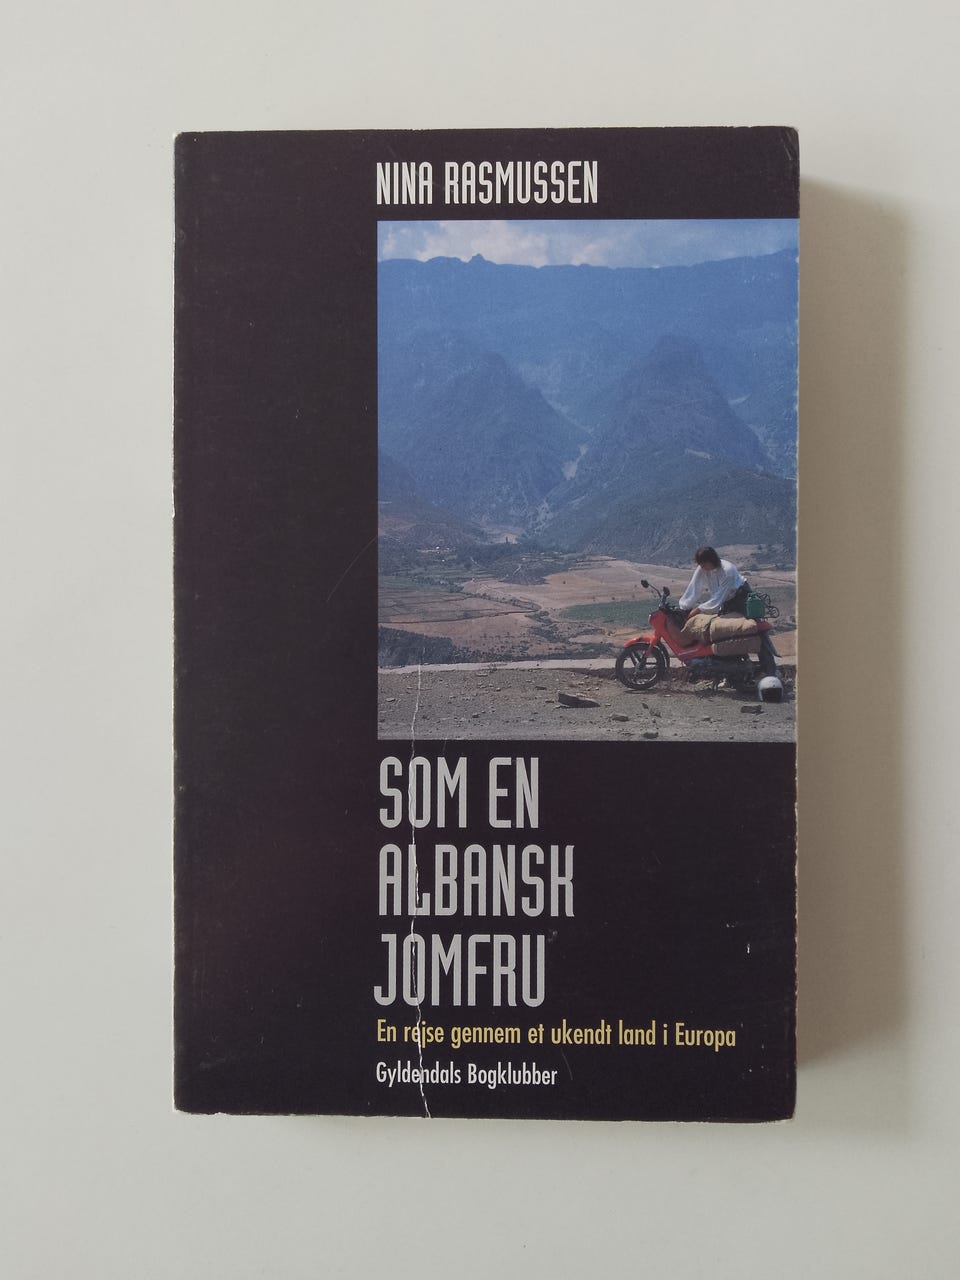 NINA RASMUSSEN
SOM EN
ALBANSK
JOMFRU
En rejse gennem et ukendt land i Europa
Gyldendals Bogklubber